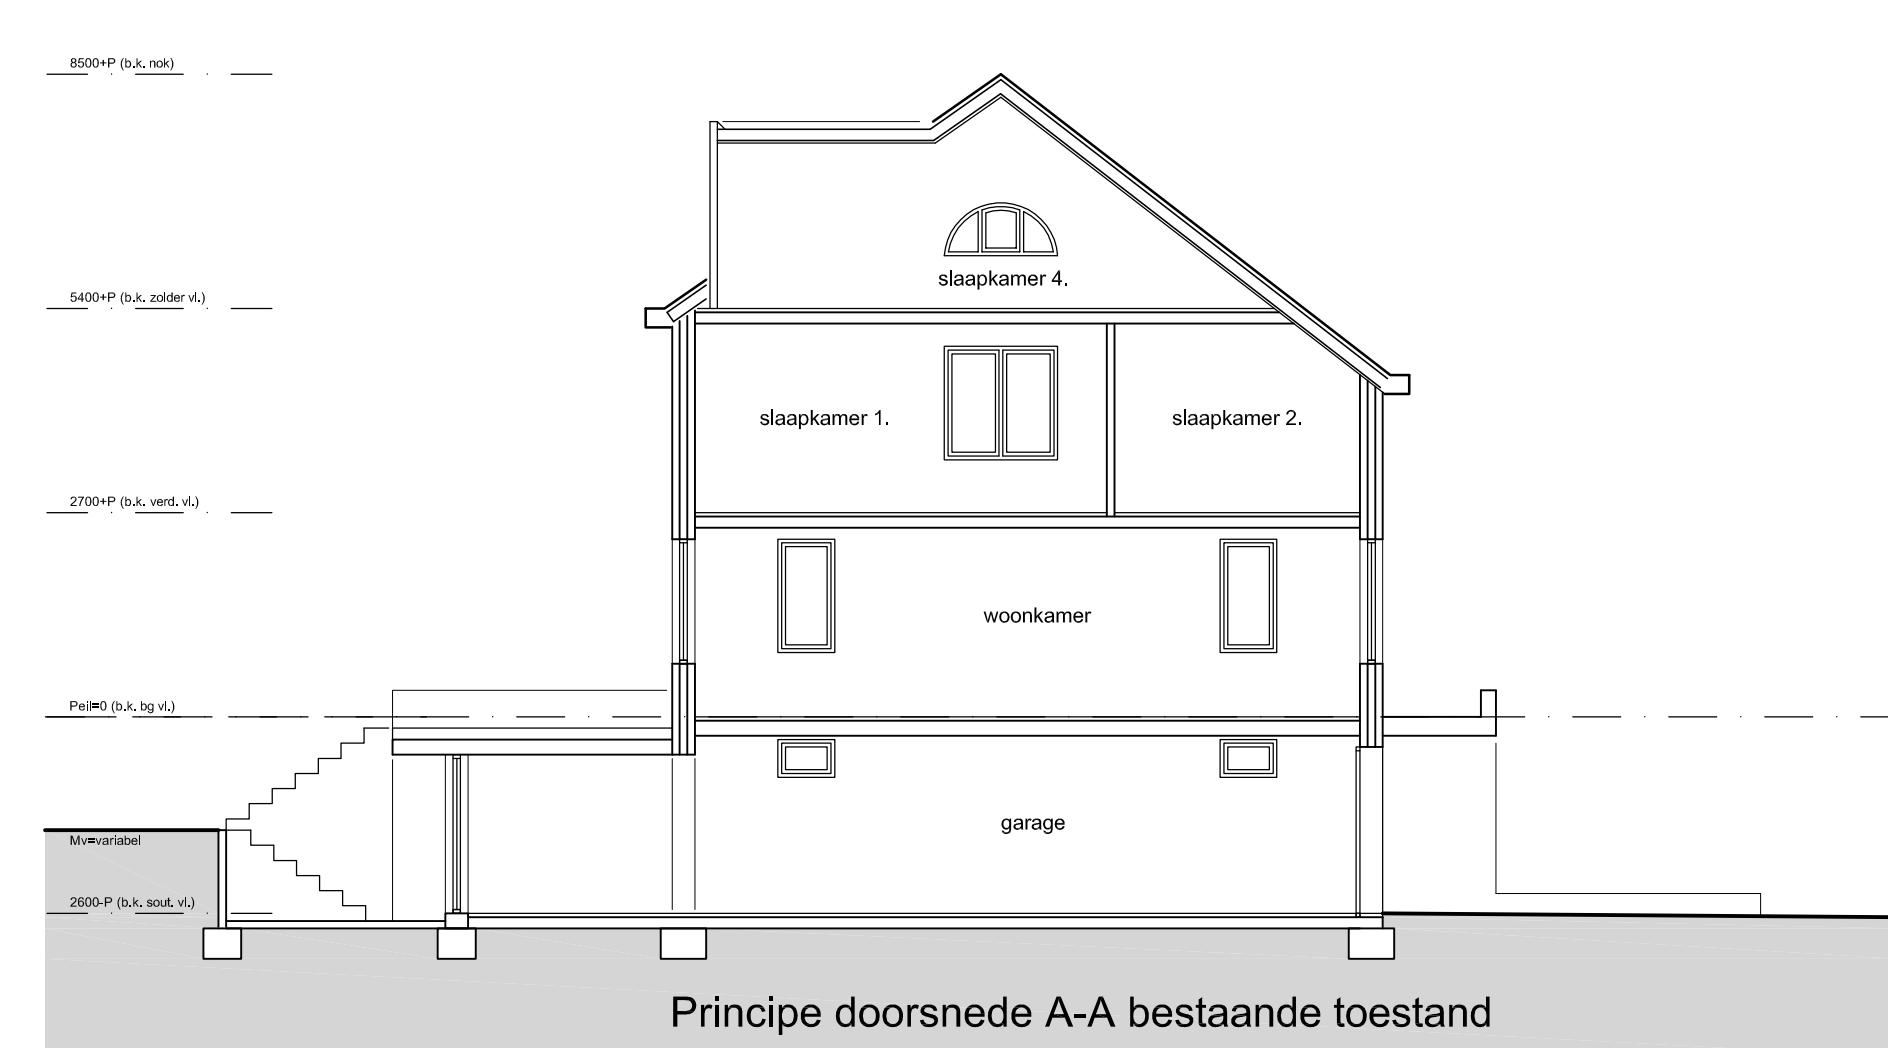 8500+P (b.k. nok)
slaapkamer 4.
5400+P (b.k. zolder vl.)
slaapkamer 1.
slaapkamer 2.
2700+P (b.k. verd. vl.)
woonkamer
Peil=0 (b.k. bg vl.)
garage
Mv=variabel
2600-P (b.k. sout. vl.)
Principe doorsnede A-A bestaande toestand